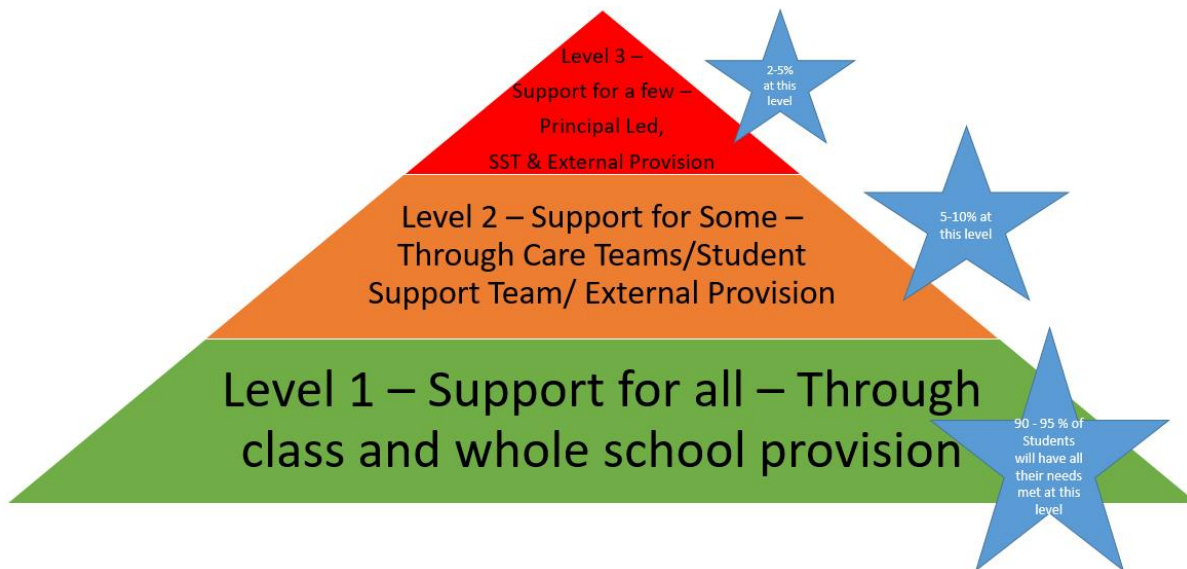 Level 3 –
Support for a few –
Principal Led,
SST & External Provision
2-5%
at this
level
Level 2 – Support for Some –
Through Care Teams/Student
Support Team/ External Provision
5-10% at
this level
Level 1 – Support for all – Through
class and whole school provision
90 - 95 % of
Students
will have all
their needs
met at this
level